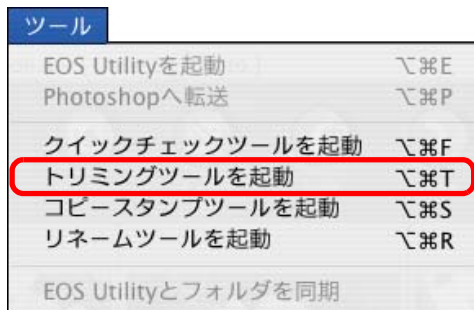 ツール
EOS Utilityを起動 ⌥⌘E
Photoshopへ転送 ⌥⌘P
クイックチェックツールを起動 ⌥⌘F
トリミングツールを起動 ⌥⌘T
コピースタンプツールを起動 ⌥⌘S
リネームツールを起動 ⌥⌘R
EOS Utilityとフォルダを同期